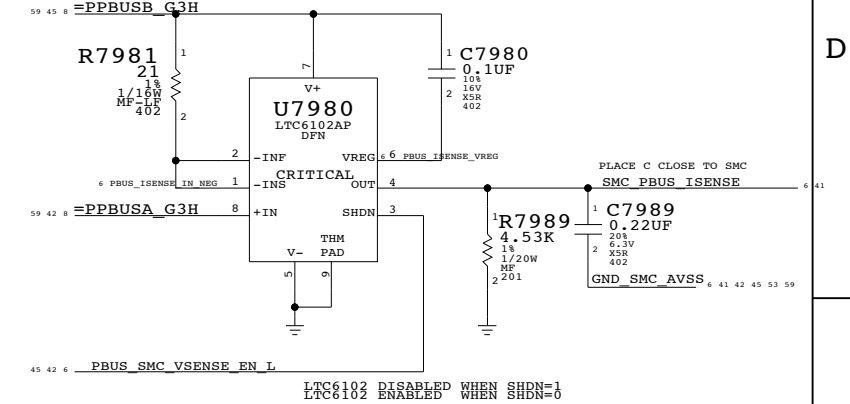 59 45 8 =PPBUSB_G3H
D
R7981
21
1%
1/16W
MF-LF
402
1
2
7
V+
U7980
LTC6102AP
DFN
CRITICAL
1
C7980
0.1UF
10%
16V
X5R
402
2
2 -INF
VREG 6 6 PBUS_ISENSE_VREG
6 PBUS_ISENSE_IN_NEG 1 -INS
OUT 4
PLACE C CLOSE TO SMC
SMC_PBUS_ISENSE 6 41
59 42 8 =PPBUSA_G3H 8 +IN
SHDN 3
THM
V- PAD
5 9
1 R7989
4.53K
1%
1/20W
MF
2 201
1 C7989
0.22UF
20%
2 6.3V
X5R
402
GND_SMC_AVSS 6 41 42 45 53 59
45 42 6 PBUS_SMC_VSENSE_EN_L
LTC6102 DISABLED WHEN SHDN=1
LTC6102 ENABLED WHEN SHDN=0